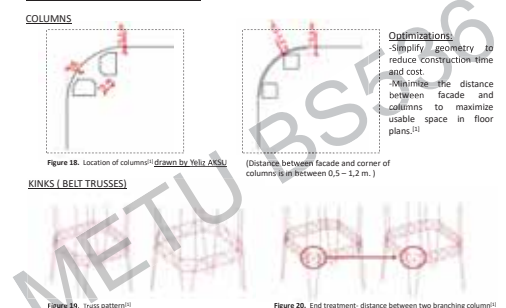 COLUMNS
Optimizations:
-Simplify geometry to
reduce construction time
and cost.
-Minimize the distance
between facade and
columns to maximize
usable space in floor
plans.[1]
Figure 18. Location of columns[1] drawn by Yeliz AKSU
(Distance between facade and corner of
columns is in between 0,5 – 1,2 m. )
KINKS ( BELT TRUSSES)
Figure 19. Truss pattern[1]
Figure 20. End treatment- distance between two branching column[1]
METU BS536